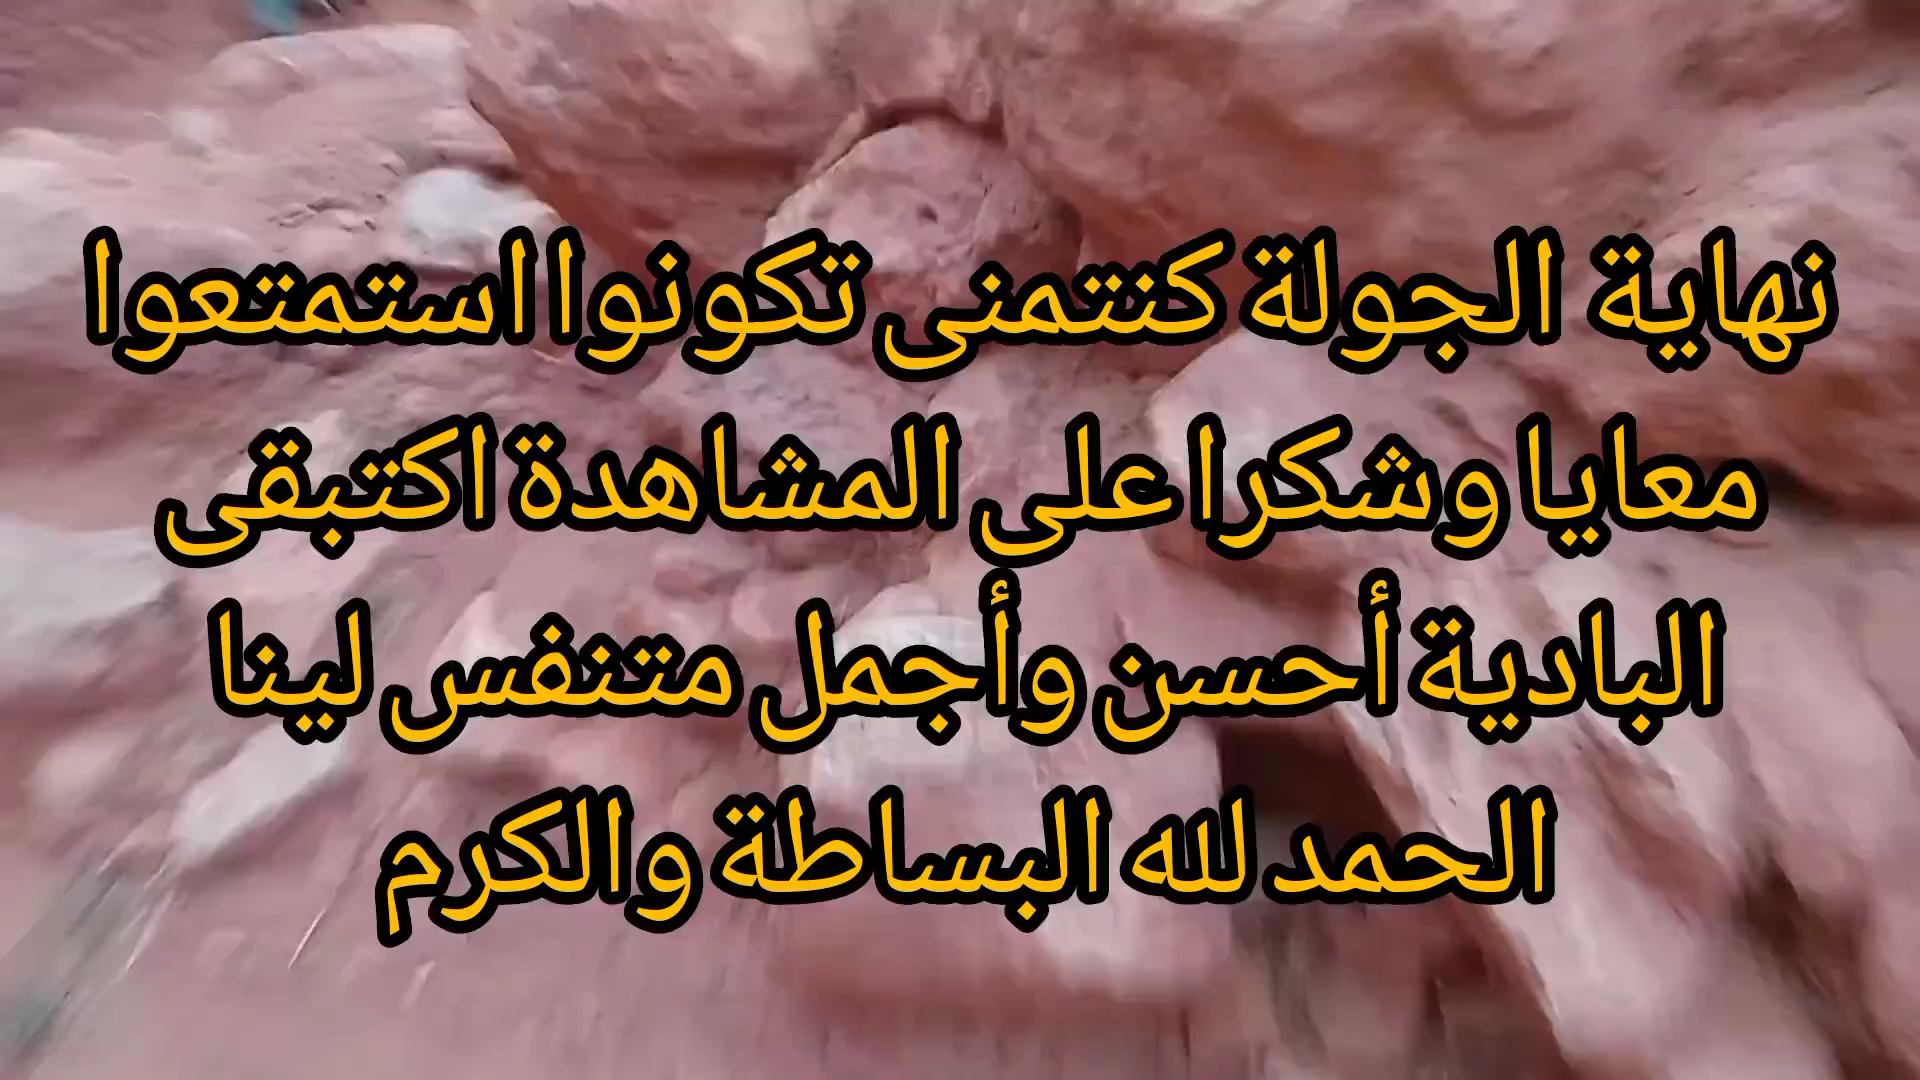 نهاية الجولة كنتمنى تكونوا استمتعوا
معايا وشكرا على المشاهدة اكتبقى
البادية أحسن وأجمل متنفس لينا
الحمد لله البساطة والكرم